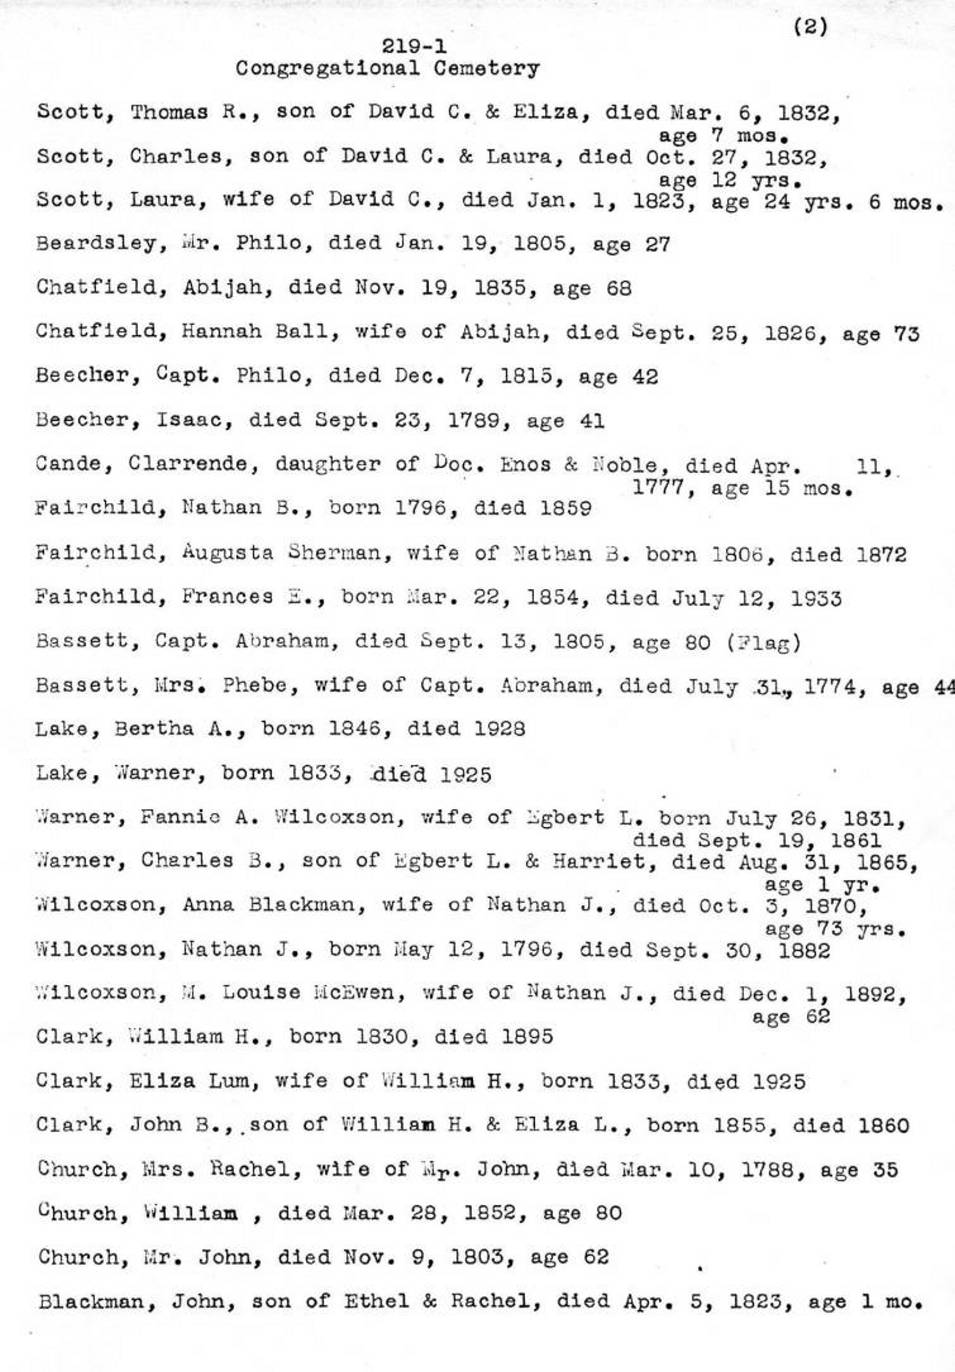 (2)
219-1
Congregational Cemetery
Scott, Thomas R., son of David C. & Eliza, died Mar. 6, 1832,
age 7 mos.
Scott, Charles, son of David C. & Laura, died Oct. 27, 1832,
age 12 yrs.
Scott, Laura, wife of David C., died Jan. 1, 1823, age 24 yrs. 6 mos.
Beardsley, Mr. Philo, died Jan. 19, 1805, age 27
Chatfield, Abijah, died Nov. 19, 1835, age 68
Chatfield, Hannah Ball, wife of Abijah, died Sept. 25, 1826, age 73
Beecher, Capt. Philo, died Dec. 7, 1815, age 42
Beecher, Isaac, died Sept. 23, 1789, age 41
Cande, Clarrende, daughter of Doc. Enos & Noble, died Apr. 11,
1777, age 15 mos.
Fairchild, Nathan B., born 1796, died 1859
Fairchild, Augusta Sherman, wife of Nathan B. born 1806, died 1872
Fairchild, Frances E., born Mar. 22, 1854, died July 12, 1933
Bassett, Capt. Abraham, died Sept. 13, 1805, age 80 (Flag)
Bassett, Mrs. Phebe, wife of Capt. Abraham, died July 31,, 1774, age 44
Lake, Bertha A., born 1846, died 1928
Lake, Warner, born 1833, died 1925
Warner, Fannie A. Wilcoxson, wife of Egbert L. born July 26, 1831,
died Sept. 19, 1861
Warner, Charles B., son of Egbert L. & Harriet, died Aug. 31, 1865,
age 1 yr.
Wilcoxson, Anna Blackman, wife of Nathan J., died Oct. 3, 1870,
age 73 yrs.
Wilcoxson, Nathan J., born May 12, 1796, died Sept. 30, 1882
Wilcoxson, M. Louise McEwen, wife of Nathan J., died Dec. 1, 1892,
age 62
Clark, William H., born 1830, died 1895
Clark, Eliza Lum, wife of William H., born 1833, died 1925
Clark, John B., son of William H. & Eliza L., born 1855, died 1860
Church, Mrs. Rachel, wife of Mr. John, died Mar. 10, 1788, age 35
Church, William , died Mar. 28, 1852, age 80
Church, Mr. John, died Nov. 9, 1803, age 62
Blackman, John, son of Ethel & Rachel, died Apr. 5, 1823, age 1 mo.